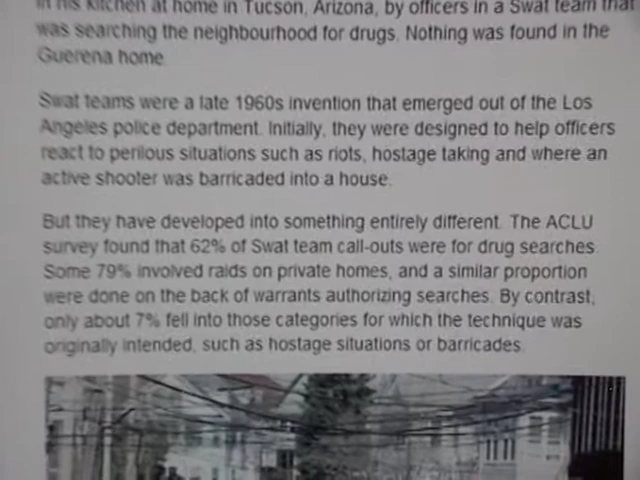 in his kitchen at home in Tucson, Arizona, by officers in a Swat team that
was searching the neighbourhood for drugs. Nothing was found in the
Guerena home.
Swat teams were a late 1960s invention that emerged out of the Los
Angeles police department. Initially, they were designed to help officers
react to perilous situations such as riots, hostage taking and where an
active shooter was barricaded into a house.
But they have developed into something entirely different. The ACLU
survey found that 62% of Swat team call-outs were for drug searches.
Some 79% involved raids on private homes, and a similar proportion
were done on the back of warrants authorizing searches. By contrast,
only about 7% fell into those categories for which the technique was
originally intended, such as hostage situations or barricades.